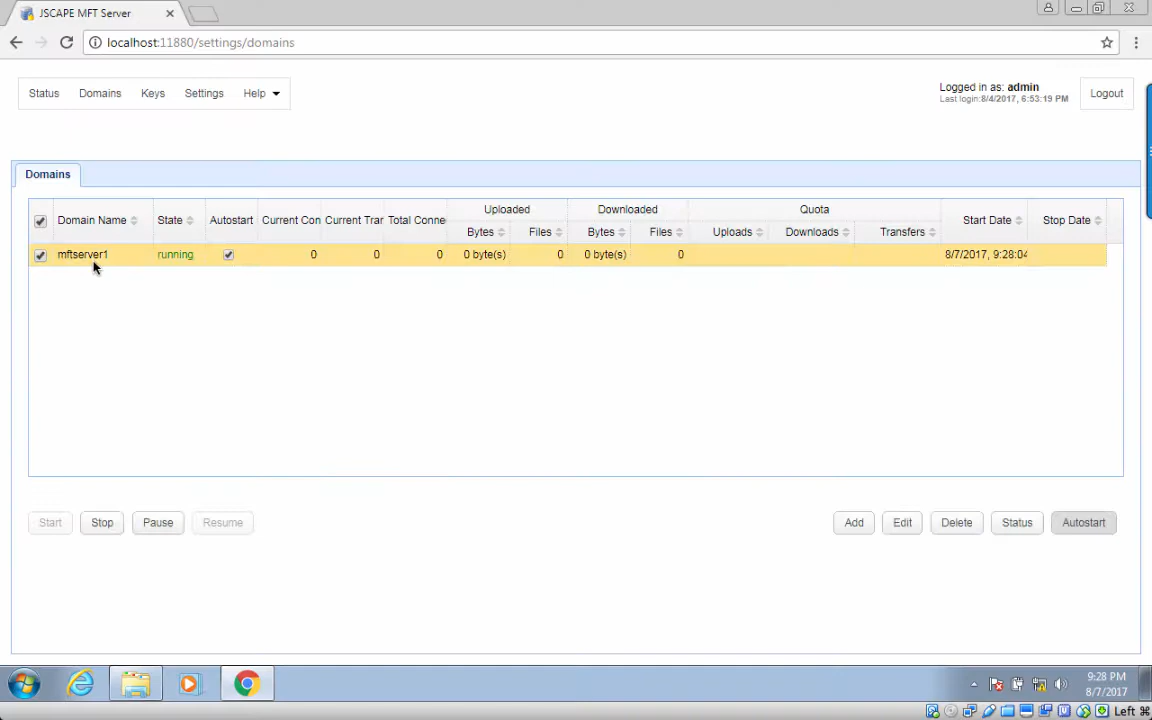 JSCAPE MFT Server
localhost:11880/settings/domains
Status Domains Keys Settings Help
Logged in as: admin
Last login:8/4/2017, 6:53:19 PM
Logout
Domains
Domain Name State Autostart Current Con Current Trar Total Conne Uploaded Downloaded Quota Start Date Stop Date
Bytes Files Bytes Files Uploads Downloads Transfers
mftserver1 running 0 0 0 0 byte(s) 0 0 byte(s) 0 8/7/2017, 9:28:04
Start Stop Pause Resume Add Edit Delete Status Autostart
9:28 PM
8/7/2017
Left ⌘